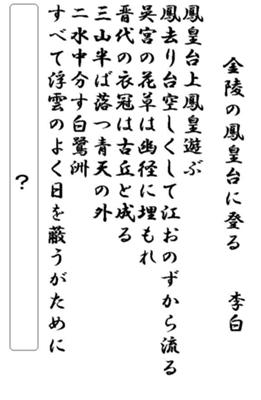 金陵の鳳皇台に登る　李白
鳳皇台上鳳皇遊ぶ
鳳去り台空しくして江おのずから流る
呉宮の花草は幽径に埋もれ
晋代の衣冠は古丘と成る
三山半ば落つ青天の外
二水中分す白鷺洲
すべて浮雲のよく日を蔽うがために
?